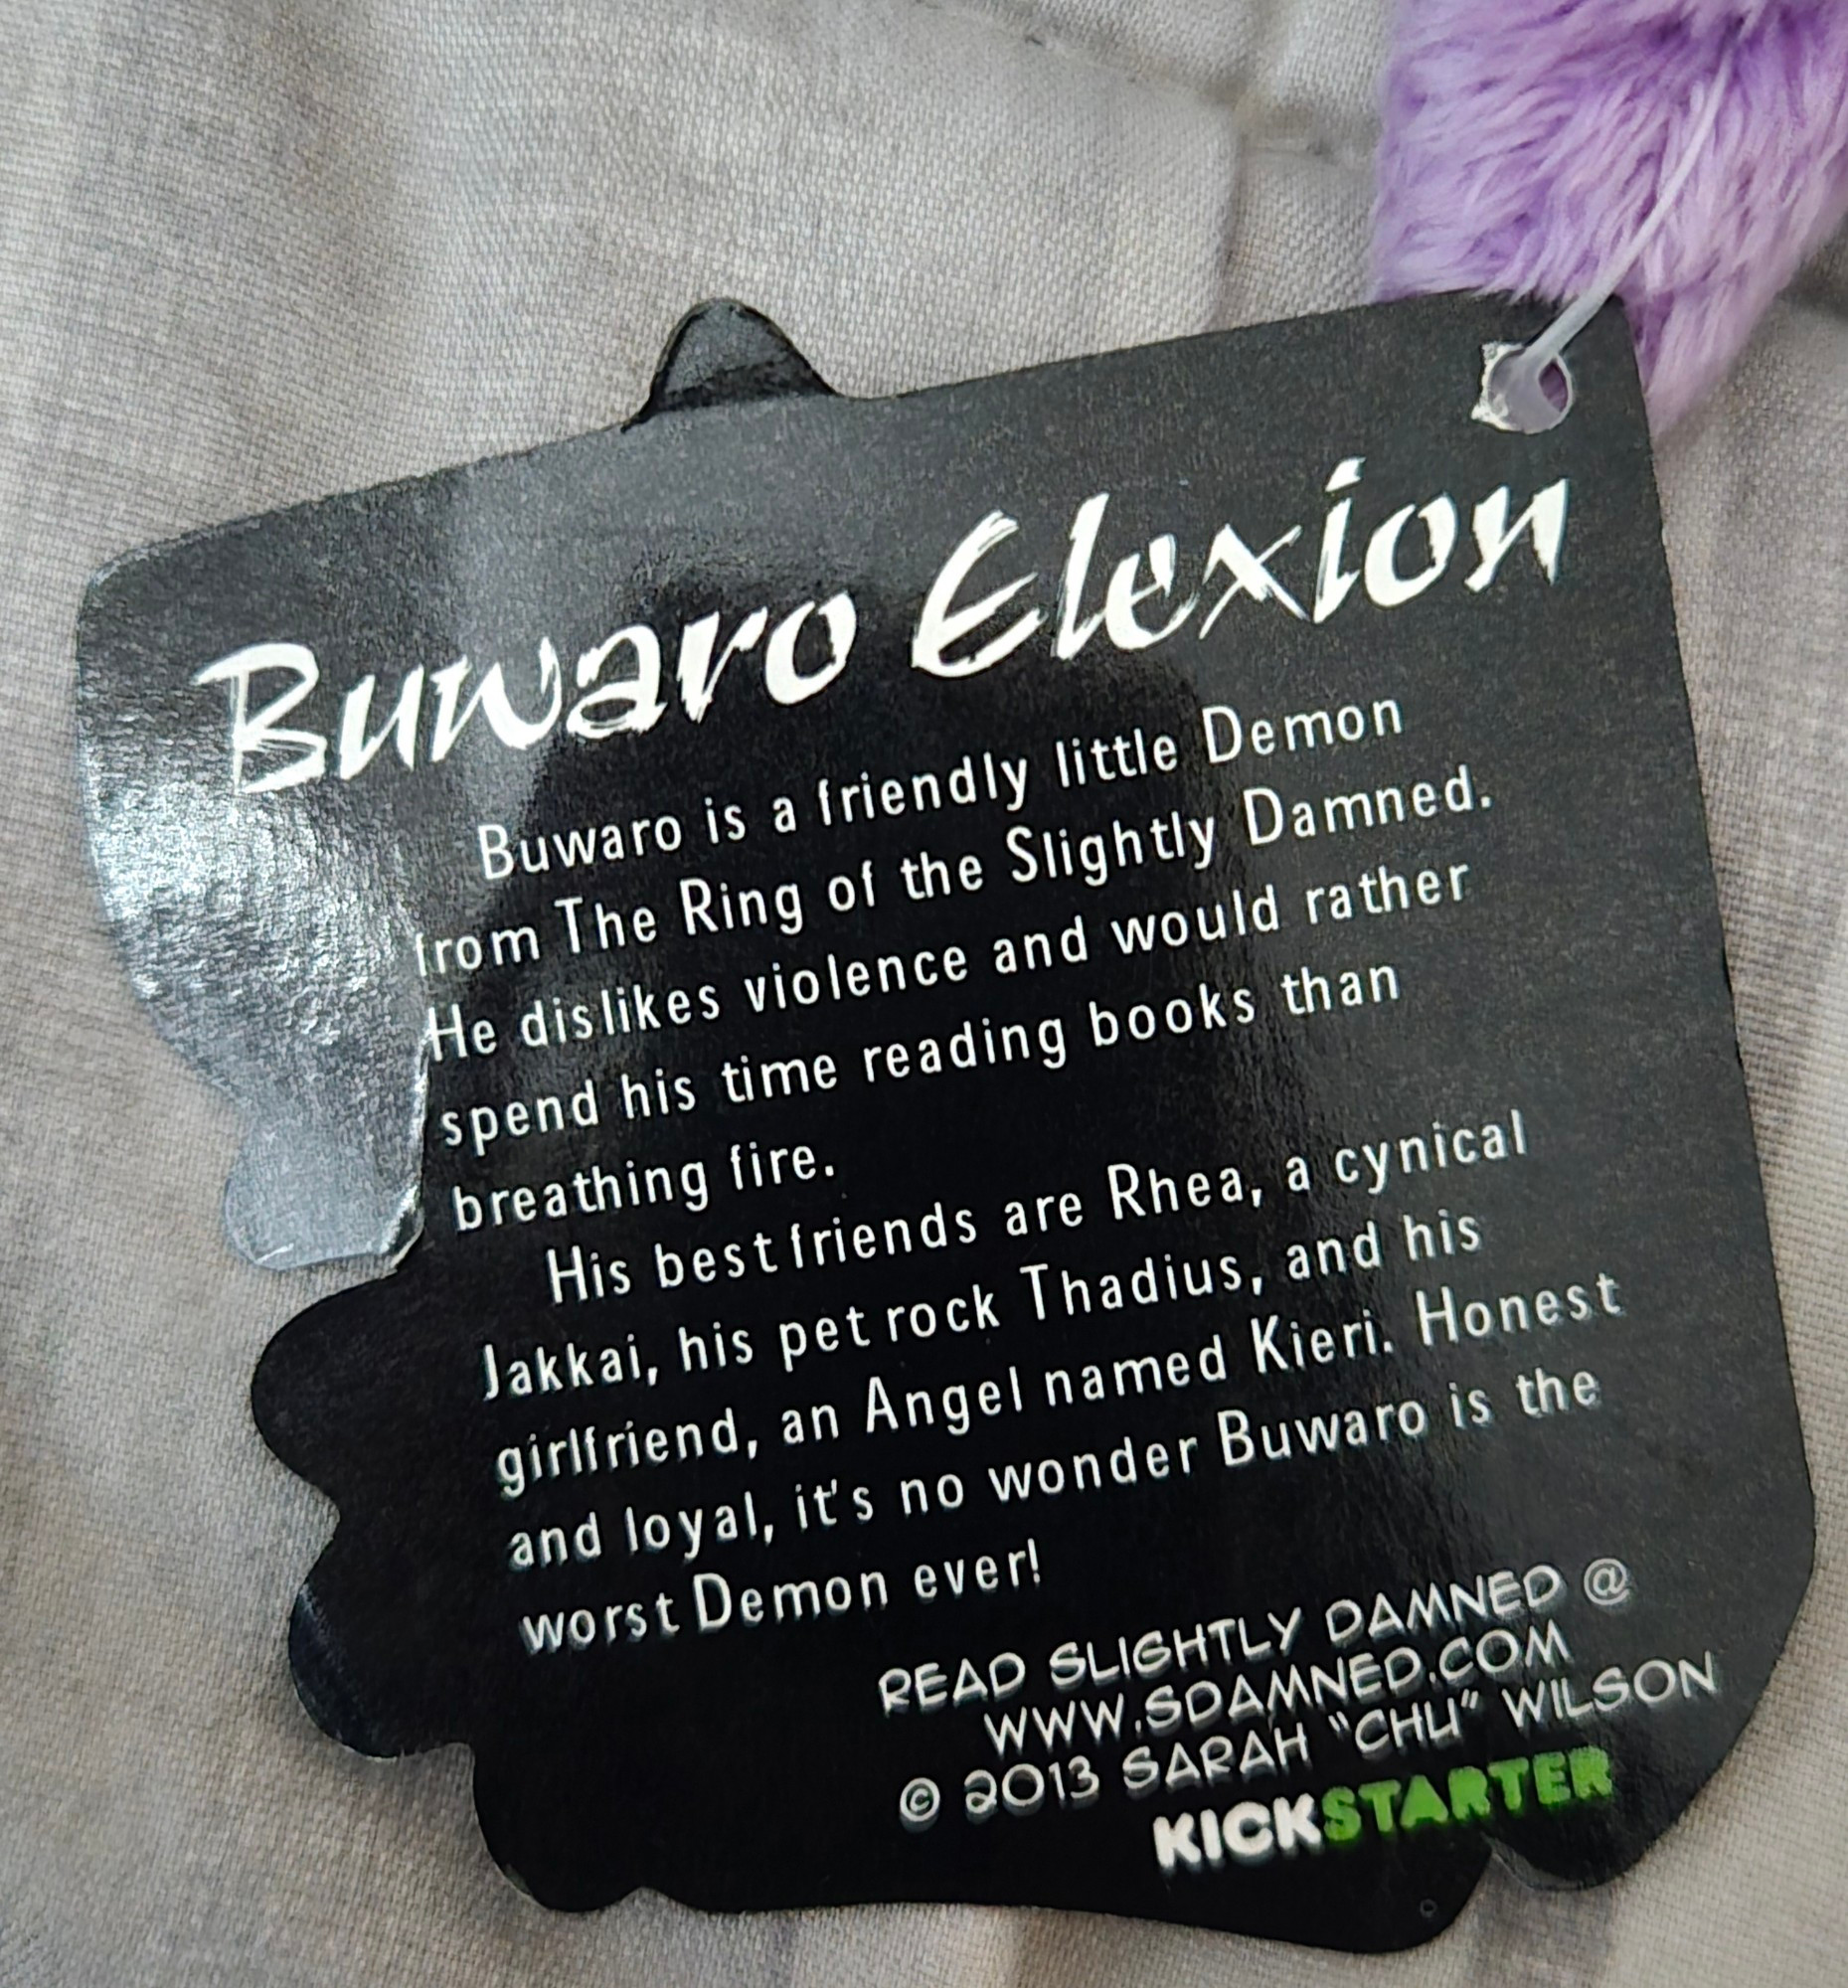 Buwaro Elexion
Buwaro is a friendly little Demon
from The Ring of the Slightly Damned.
He dislikes violence and would rather
spend his time reading books than
breathing fire.
His best friends are Rhea, a cynical
Jakkai, his pet rock Thadius, and his
girlfriend, an Angel named Kieri. Honest
and loyal, it's no wonder Buwaro is the
worst Demon ever!
READ SLIGHTLY DAMNED @
WWW.SDAMNED.COM
© 2013 SARAH "CHU" WILSON
KICKSTARTER